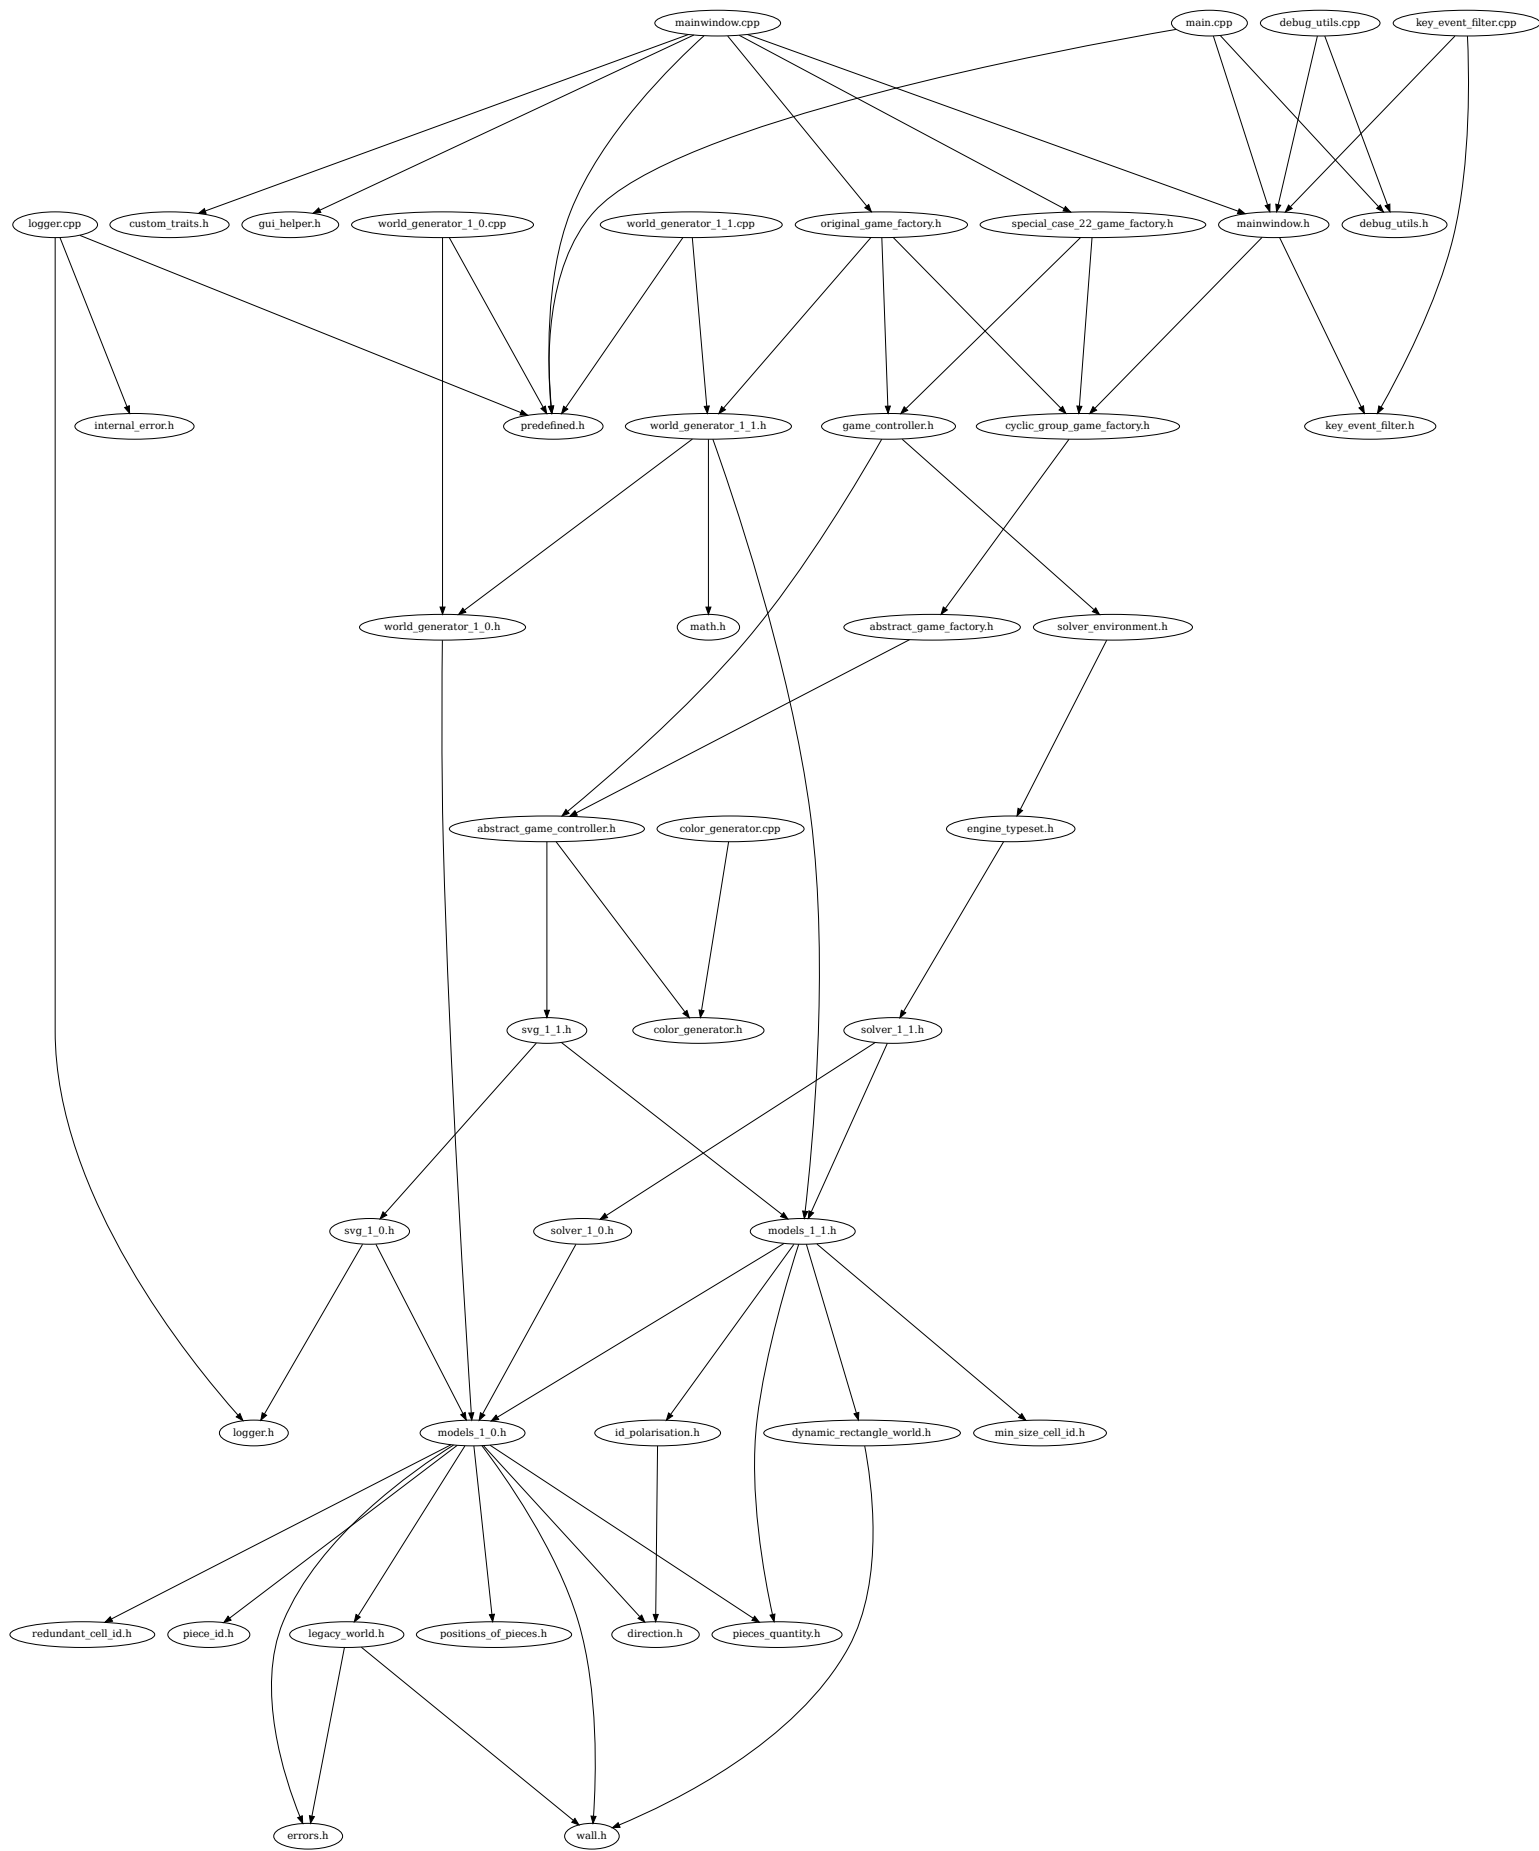 mainwindow.cpp
main.cpp
debug_utils.cpp
key_event_filter.cpp
logger.cpp
custom_traits.h
gui_helper.h
world_generator_1_0.cpp
world_generator_1_1.cpp
original_game_factory.h
special_case_22_game_factory.h
mainwindow.h
debug_utils.h
internal_error.h
predefined.h
world_generator_1_1.h
game_controller.h
cyclic_group_game_factory.h
key_event_filter.h
world_generator_1_0.h
math.h
abstract_game_factory.h
solver_environment.h
abstract_game_controller.h
color_generator.cpp
engine_typeset.h
svg_1_1.h
color_generator.h
solver_1_1.h
svg_1_0.h
solver_1_0.h
models_1_1.h
logger.h
models_1_0.h
id_polarisation.h
dynamic_rectangle_world.h
min_size_cell_id.h
redundant_cell_id.h
piece_id.h
legacy_world.h
positions_of_pieces.h
direction.h
pieces_quantity.h
errors.h
wall.h